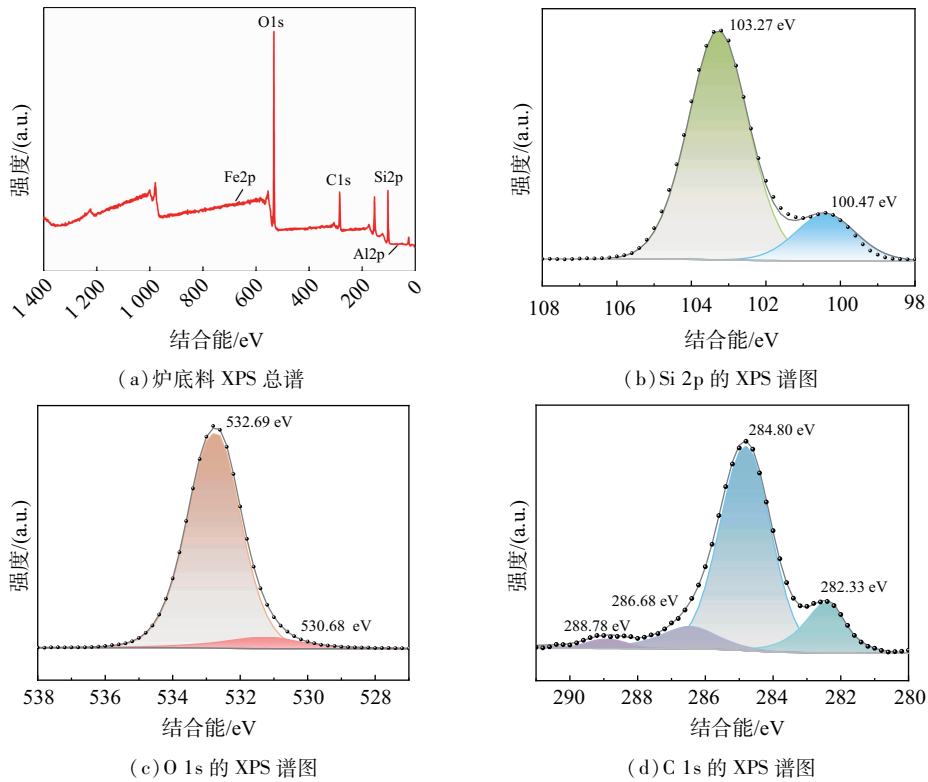 O1s
Fe2p
C1s
Si2p
Al2p
强度/(a.u.)
1 400
1 200
1 000
800
600
400
200
0
结合能/eV
(a)炉底料 XPS 总谱
103.27 eV
100.47 eV
强度/(a.u.)
108
106
104
102
100
98
结合能/eV
(b)Si 2p 的 XPS 谱图
532.69 eV
530.68 eV
强度/(a.u.)
538
536
534
532
530
528
结合能/eV
(c)O 1s 的 XPS 谱图
284.80 eV
282.33 eV
286.68 eV
288.78 eV
强度/(a.u.)
290
288
286
284
282
280
结合能/eV
(d)C 1s 的 XPS 谱图